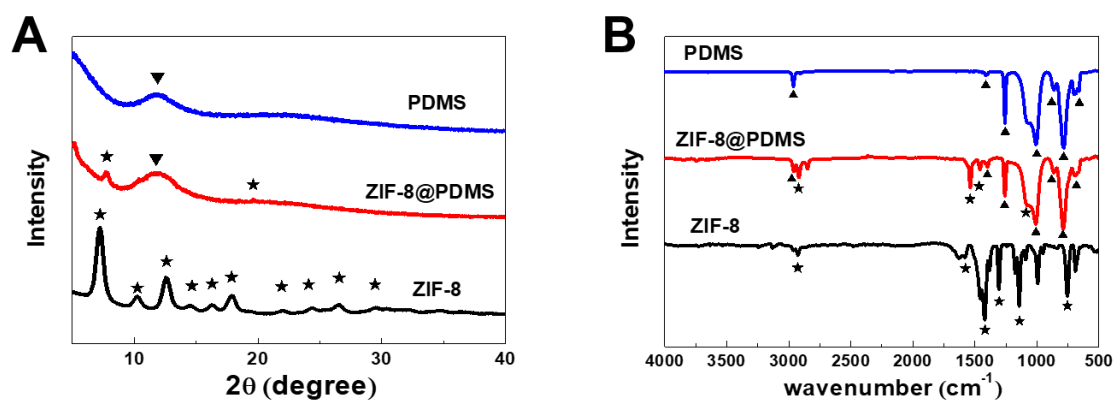 A
PDMS
ZIF-8@PDMS
ZIF-8
Intensity
10
20
30
40
2θ (degree)
B
PDMS
ZIF-8@PDMS
ZIF-8
Intensity
4000 3000 2500 2000 1500 1000 500
wavenumber (cm⁻¹)